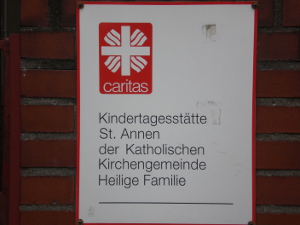 caritas
Kindertagesstätte
St. Annen
der Katholischen
Kirchengemeinde
Heilige Familie